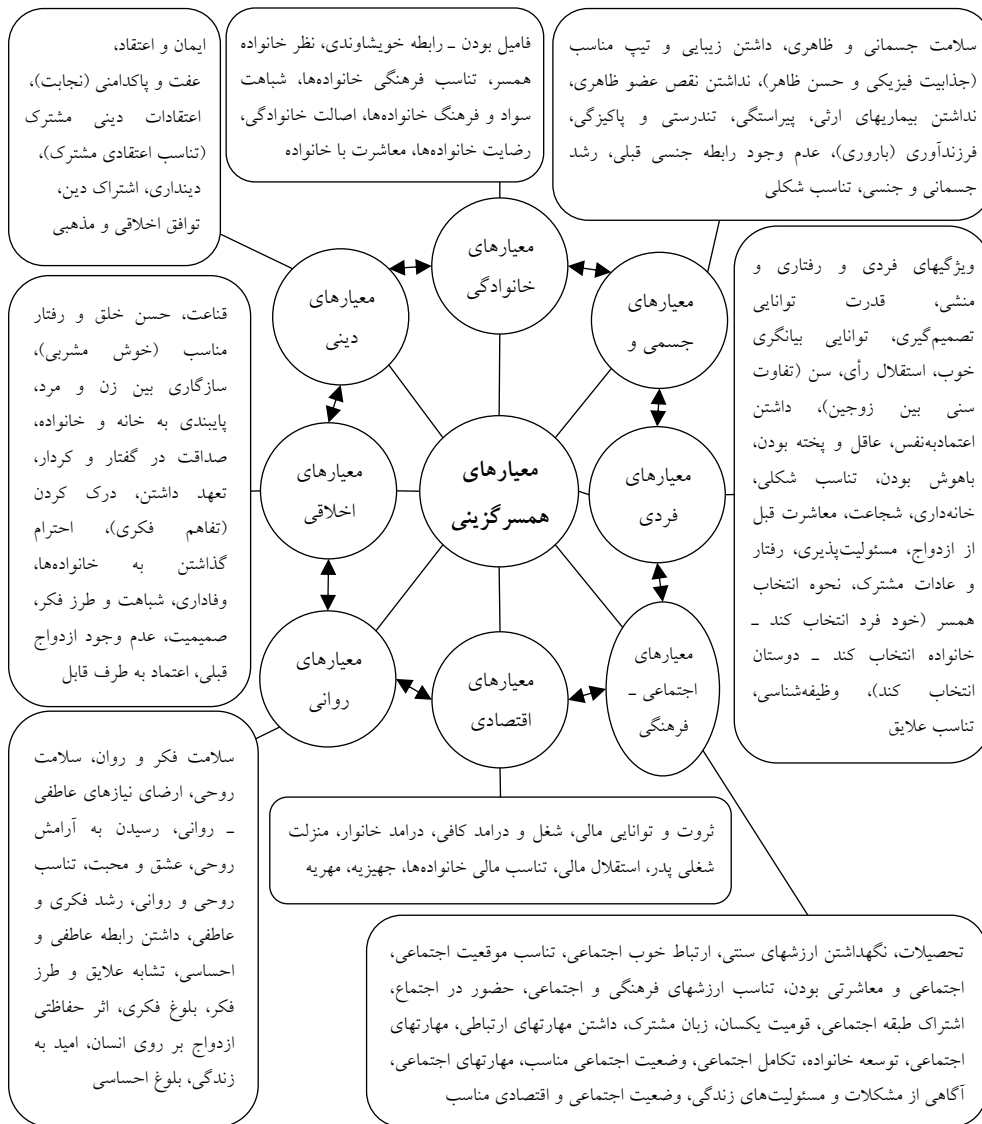 ایمان و اعتقاد،
عفت و پاکدامنی (نجابت)،
اعتقادات دینی مشترک
(تناسب اعتقادی مشترک)،
دینداری، اشتراک دین،
توافق اخلاقی و مذهبی
فامیل بودن ـ رابطه خویشاوندی، نظر خانواده
همسر، تناسب فرهنگی خانواده‌ها، شباهت
سواد و فرهنگ خانواده‌ها، اصالت خانوادگی،
رضایت خانواده‌ها، معاشرت با خانواده
سلامت جسمانی و ظاهری، داشتن زیبایی و تیپ مناسب
(جذابیت فیزیکی و حسن ظاهر)، نداشتن نقص عضو ظاهری،
نداشتن بیماریهای ارثی، پیراستگی، تندرستی و پاکیزگی،
فرزندآوری (باروری)، عدم وجود رابطه جنسی قبلی، رشد
جسمانی و جنسی، تناسب شکلی
معیارهای
خانوادگی
معیارهای
دینی
معیارهای
جسمی و
ویژگیهای فردی و رفتاری و
منشی، قدرت توانایی
تصمیم‌گیری، توانایی بیانگری
خوب، استقلال رأی، سن (تفاوت
سنی بین زوجین)، داشتن
اعتمادبه‌نفس، عاقل و پخته بودن،
باهوش بودن، تناسب شکلی،
خانه‌داری، شجاعت، معاشرت قبل
از ازدواج، مسئولیت‌پذیری، رفتار
و عادات مشترک، نحوه انتخاب
همسر (خود فرد انتخاب کند ـ
خانواده انتخاب کند ـ دوستان
انتخاب کند)، وظیفه‌شناسی،
تناسب علایق
قناعت، حسن خلق و رفتار
مناسب (خوش مشربی)،
سازگاری بین زن و مرد،
پایبندی به خانه و خانواده،
صداقت در گفتار و کردار،
تعهد داشتن، درک کردن
(تفاهم فکری)، احترام
گذاشتن به خانواده‌ها،
وفاداری، شباهت و طرز فکر،
صمیمیت، عدم وجود ازدواج
قبلی، اعتماد به طرف قابل
معیارهای
اخلاقی
معیارهای
همسرگزینی
معیارهای
فردی
معیارهای
روانی
معیارهای
اقتصادی
معیارهای
اجتماعی ـ
فرهنگی
سلامت فکر و روان، سلامت
روحی، ارضای نیازهای عاطفی
ـ روانی، رسیدن به آرامش
روحی، عشق و محبت، تناسب
روحی و روانی، رشد فکری و
عاطفی، داشتن رابطه عاطفی و
احساسی، تشابه علایق و طرز
فکر، بلوغ فکری، اثر حفاظتی
ازدواج بر روی انسان، امید به
زندگی، بلوغ احساسی
ثروت و توانایی مالی، شغل و درامد کافی، درامد خانوار، منزلت
شغلی پدر، استقلال مالی، تناسب مالی خانواده‌ها، جهیزیه، مهریه
تحصیلات، نگهداشتن ارزشهای سنتی، ارتباط خوب اجتماعی، تناسب موقعیت اجتماعی،
اجتماعی و معاشرتی بودن، تناسب ارزشهای فرهنگی و اجتماعی، حضور در اجتماع،
اشتراک طبقه اجتماعی، قومیت یکسان، زبان مشترک، داشتن مهارتهای ارتباطی، مهارتهای
اجتماعی، توسعه خانواده، تکامل اجتماعی، وضعیت اجتماعی مناسب، مهارتهای اجتماعی،
آگاهی از مشکلات و مسئولیت‌های زندگی، وضعیت اجتماعی و اقتصادی مناسب